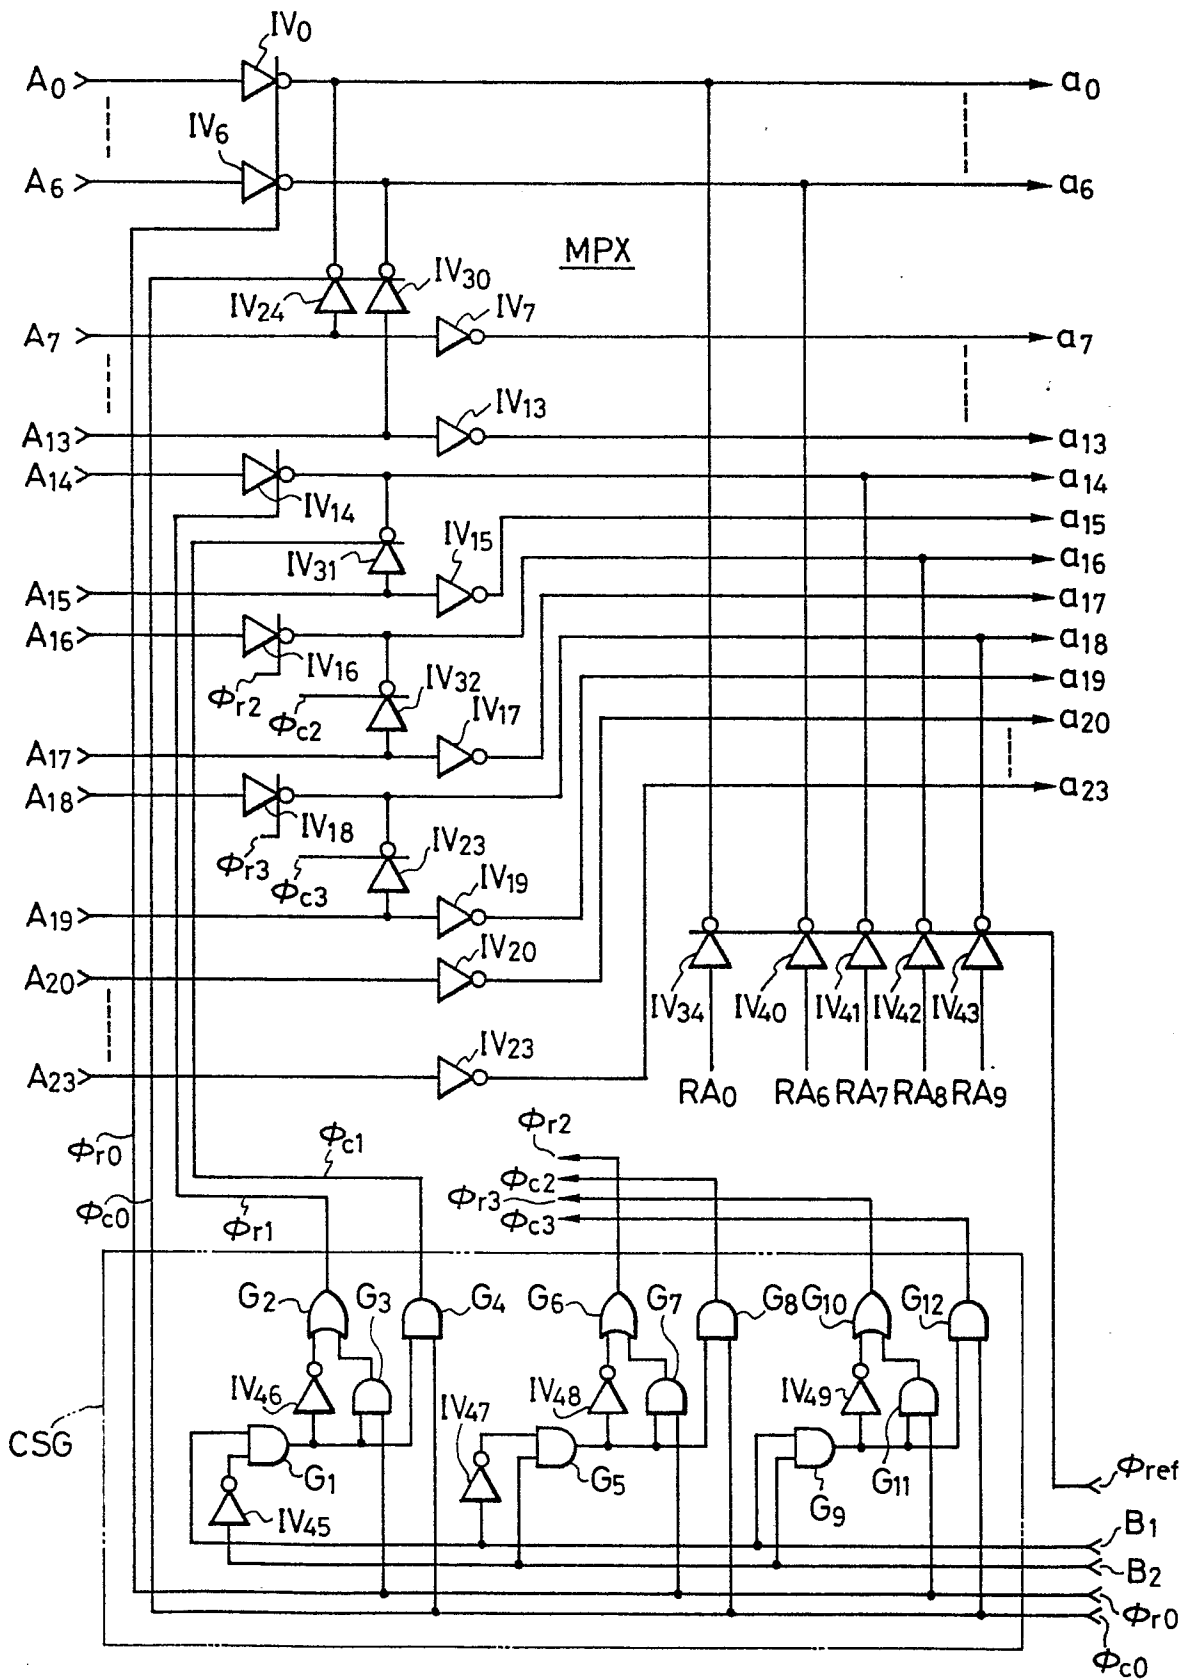 IV0
A0 a0
IV6
A6 a6
MPX
IV24 IV30
IV7
A7 a7
IV13
A13 a13
A14 a14
IV14
a15
IV31 IV15
a16
A15 a17
A16 a18
IV16
Φr2 Φc2 IV32 IV17
a19
a20
A17
A18 a23
IV18
Φr3 Φc3 IV23
IV19
A19
IV20
A20
IV34 IV40 IV41 IV42 IV43
IV23
A23
RA0 RA6 RA7 RA8 RA9
Φr0 Φc1 Φr2
Φc2
Φr3
Φc0 Φr1 Φc3
G2 G3 G4 G6 G7 G8 G10 G12
IV46 IV48 IV49
IV47
CSG
G1 G5 G9 G11
Φref
IV45
B1
B2
Φr0
Φc0